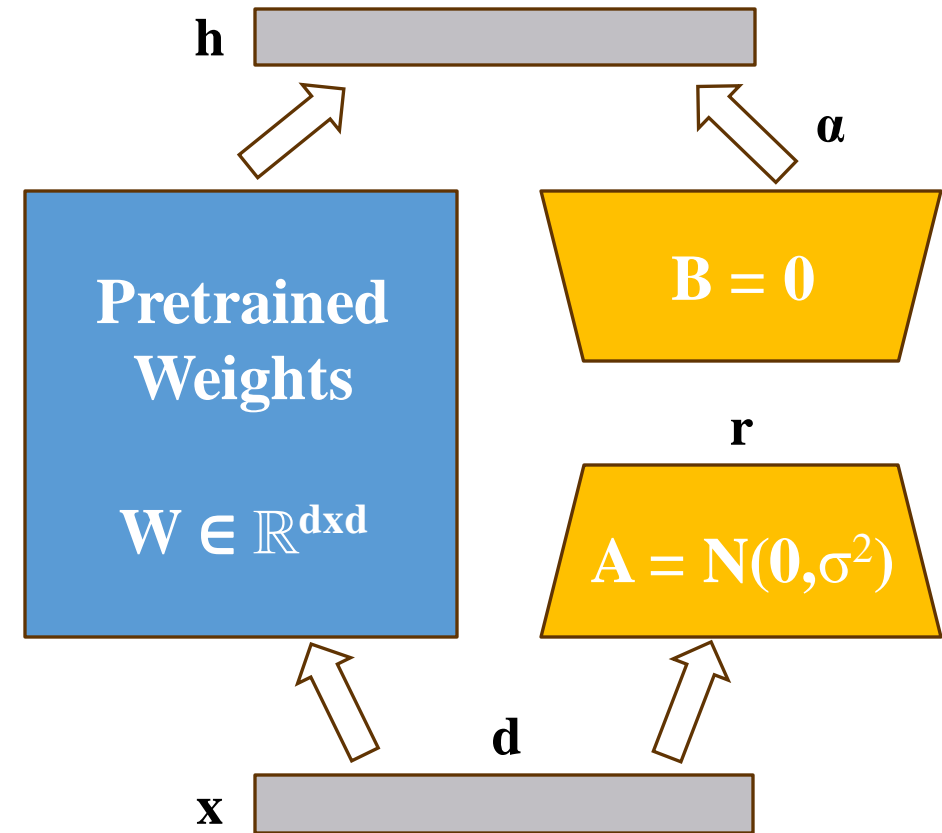 h
α
Pretrained
Weights
W ∈ ℝ^dxd
B = 0
r
A = N(0,σ²)
d
x